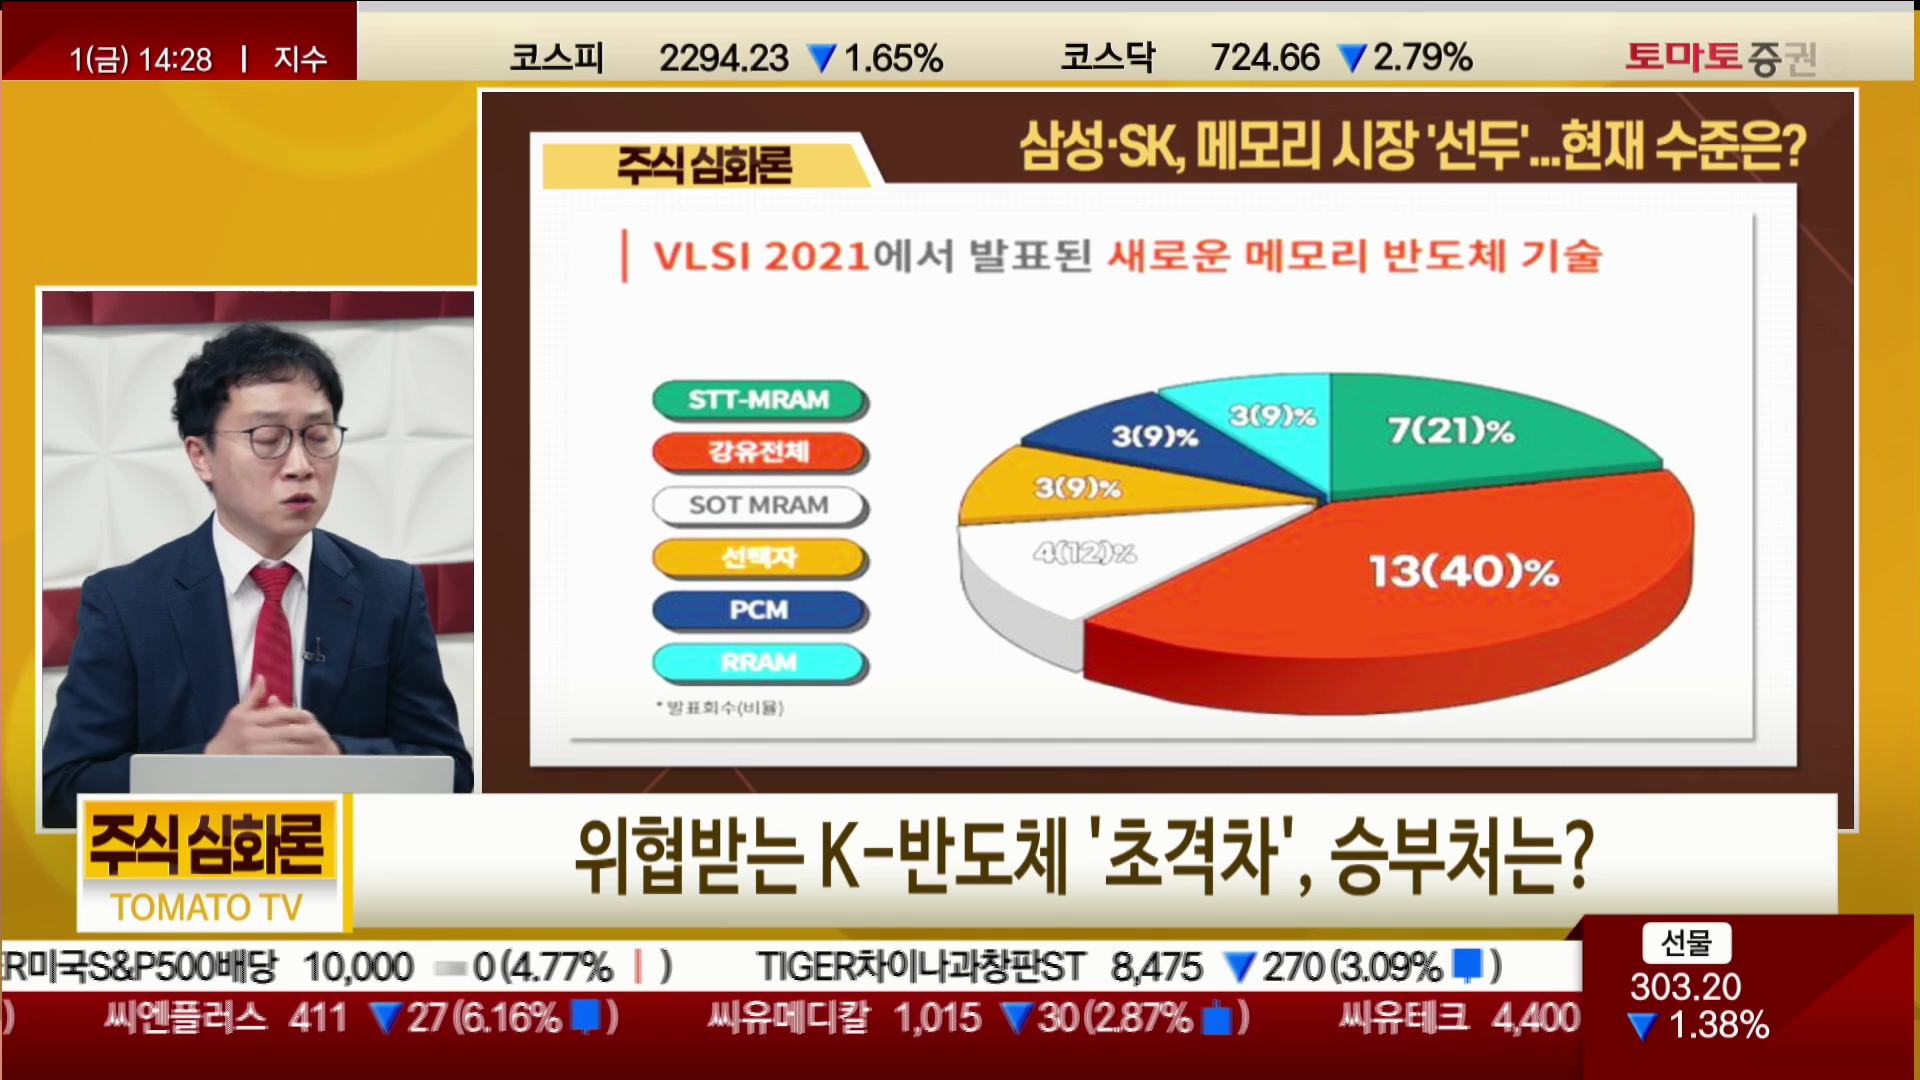 1(금) 14:28 | 지수
코스피 2294.23 ▼1.65% 코스닥 724.66 ▼2.79%
토마토증권
삼성·SK, 메모리 시장 '선두'...현재 수준은?
주식 심화론
VLSI 2021에서 발표된 새로운 메모리 반도체 기술
STT-MRAM
강유전체
SOT MRAM
선택자
PCM
RRAM
* 발표회수(비율)
3(9)%
7(21)%
3(9)%
3(9)%
4(12)%
13(40)%
주식 심화론
TOMATO TV
위협받는 K-반도체 '초격차', 승부처는?
ER미국S&P500배당 10,000 0(4.77% ) TIGER차이나과창판ST 8,475 ▼270(3.09% )
) 씨엔플러스 411 ▼27(6.16% ) 씨유메디칼 1,015 ▼30(2.87% ) 씨유테크 4,400
선물
303.20
▼ 1.38%